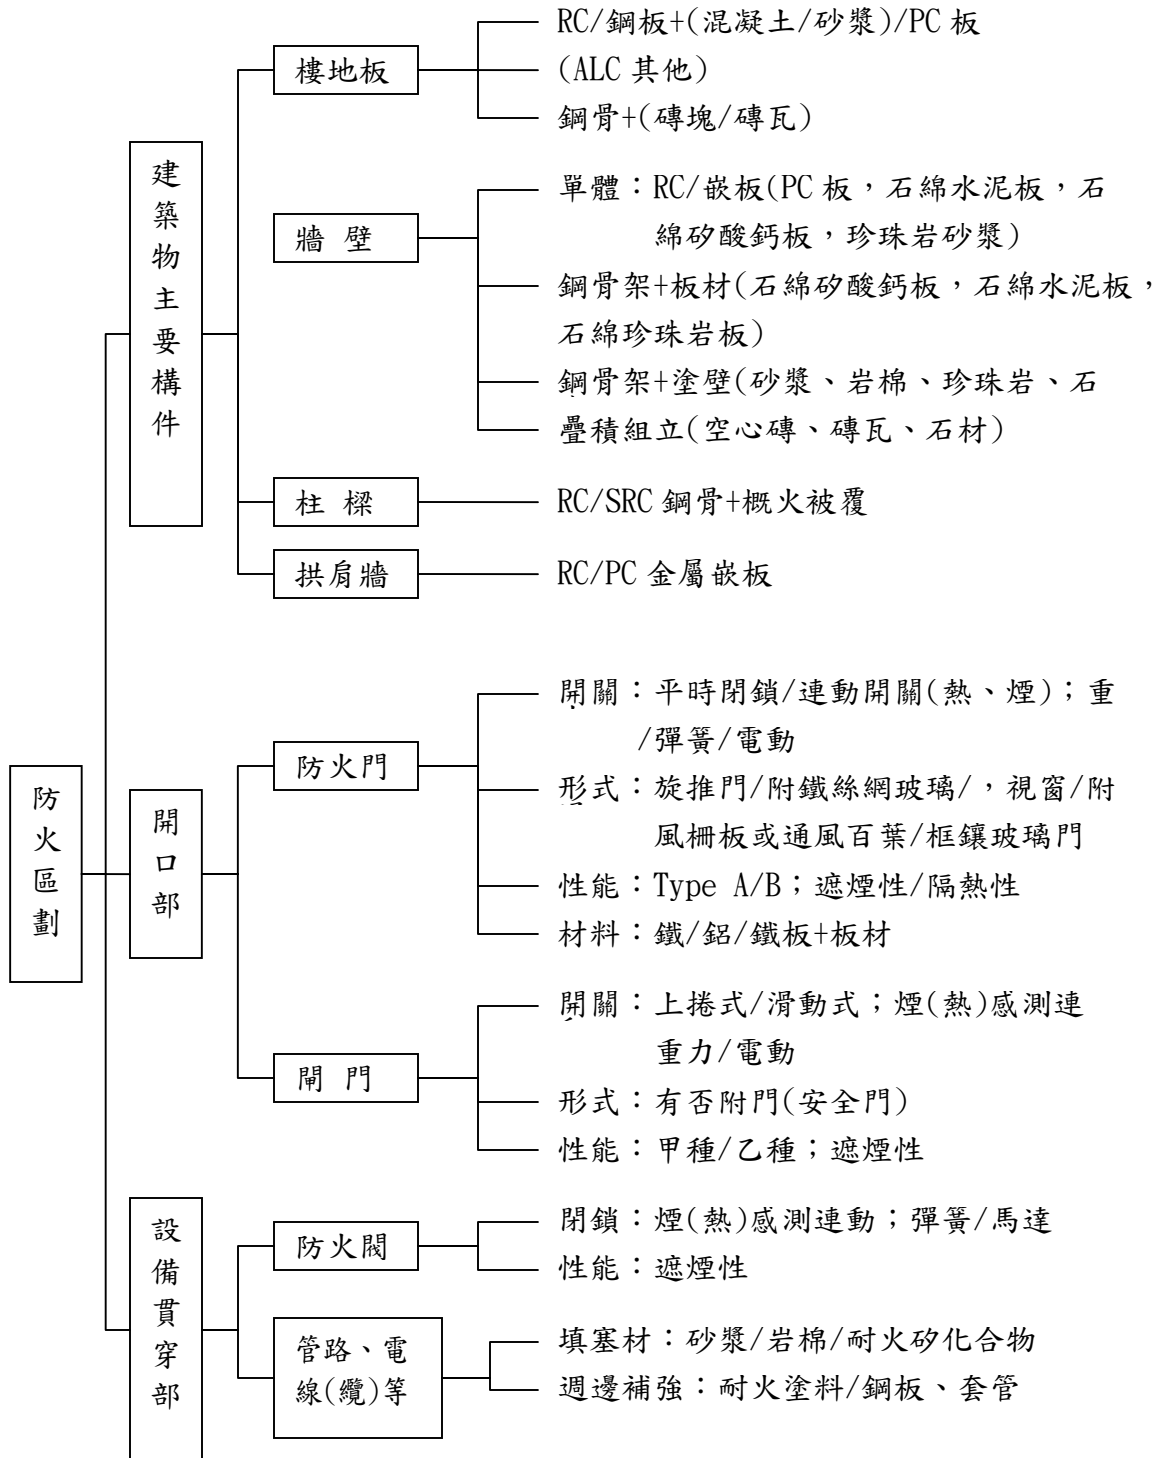 RC/鋼板+(混凝土/砂漿)/PC 板
樓地板
(ALC 其他)
鋼骨+(磚塊/磚瓦)
建築物主要構件
單體：RC/嵌板(PC 板，石綿水泥板，石
綿矽酸鈣板，珍珠岩砂漿)
牆 壁
鋼骨架+板材(石綿矽酸鈣板，石綿水泥板，
石綿珍珠岩板)
鋼骨架+塗壁(砂漿、岩棉、珍珠岩、石
疊積組立(空心磚、磚瓦、石材)
柱 樑
RC/SRC 鋼骨+概火被覆
拱肩牆
RC/PC 金屬嵌板
防火區劃
開口部
防火門
開關：平時閉鎖/連動開關(熱、煙)；重
/彈簧/電動
形式：旋推門/附鐵絲網玻璃/，視窗/附
風柵板或通風百葉/框鑲玻璃門
性能：Type A/B；遮煙性/隔熱性
材料：鐵/鋁/鐵板+板材
閘 門
開關：上捲式/滑動式；煙(熱)感測連
重力/電動
形式：有否附門(安全門)
性能：甲種/乙種；遮煙性
設備貫穿部
防火閥
閉鎖：煙(熱)感測連動；彈簧/馬達
性能：遮煙性
管路、電
線(纜)等
填塞材：砂漿/岩棉/耐火矽化合物
週邊補強：耐火塗料/鋼板、套管